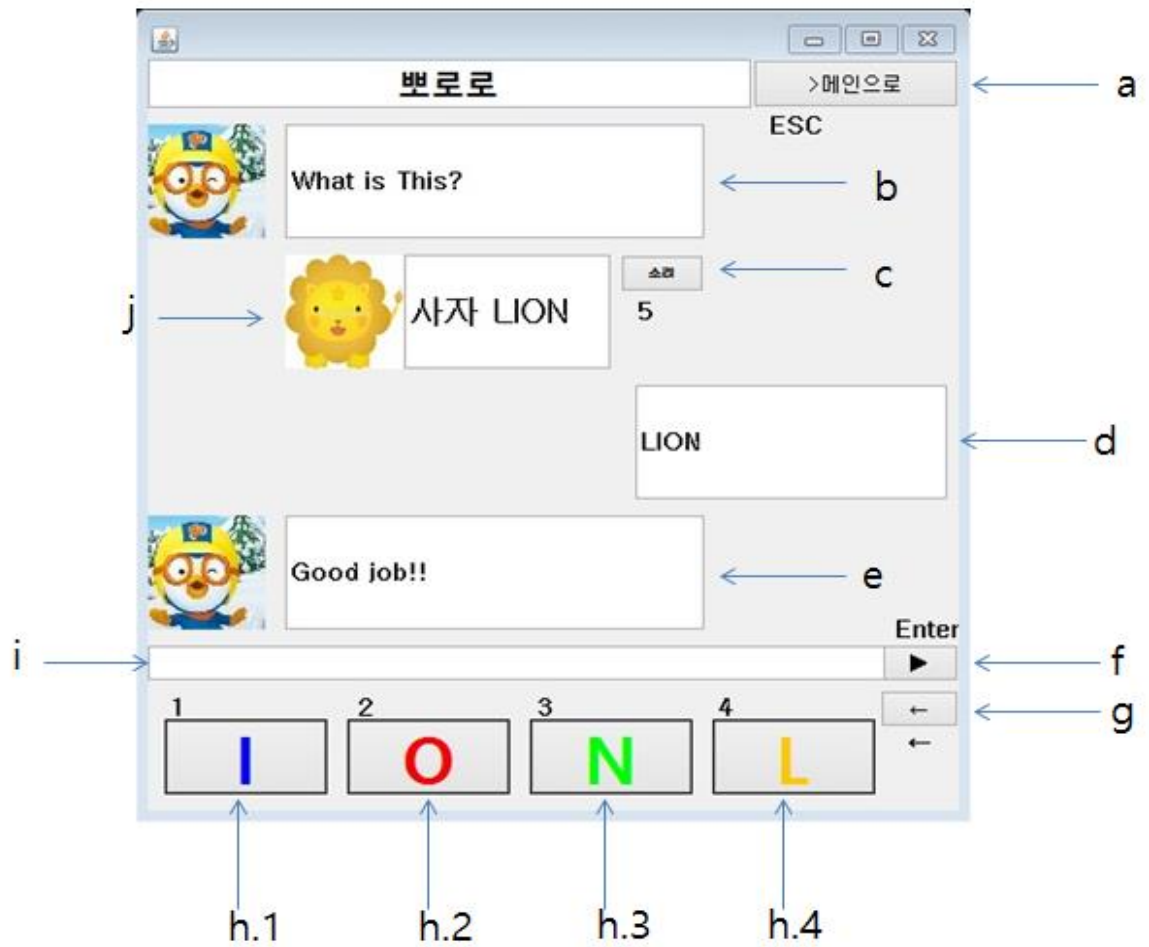 뽀로로
>메인으로
a
ESC
What is This?
b
소리
c
j
사자 LION
5
LION
d
Good job!!
e
Enter
i
▶
f
1 2 3 4
←
g
I O N L
←
h.1 h.2 h.3 h.4